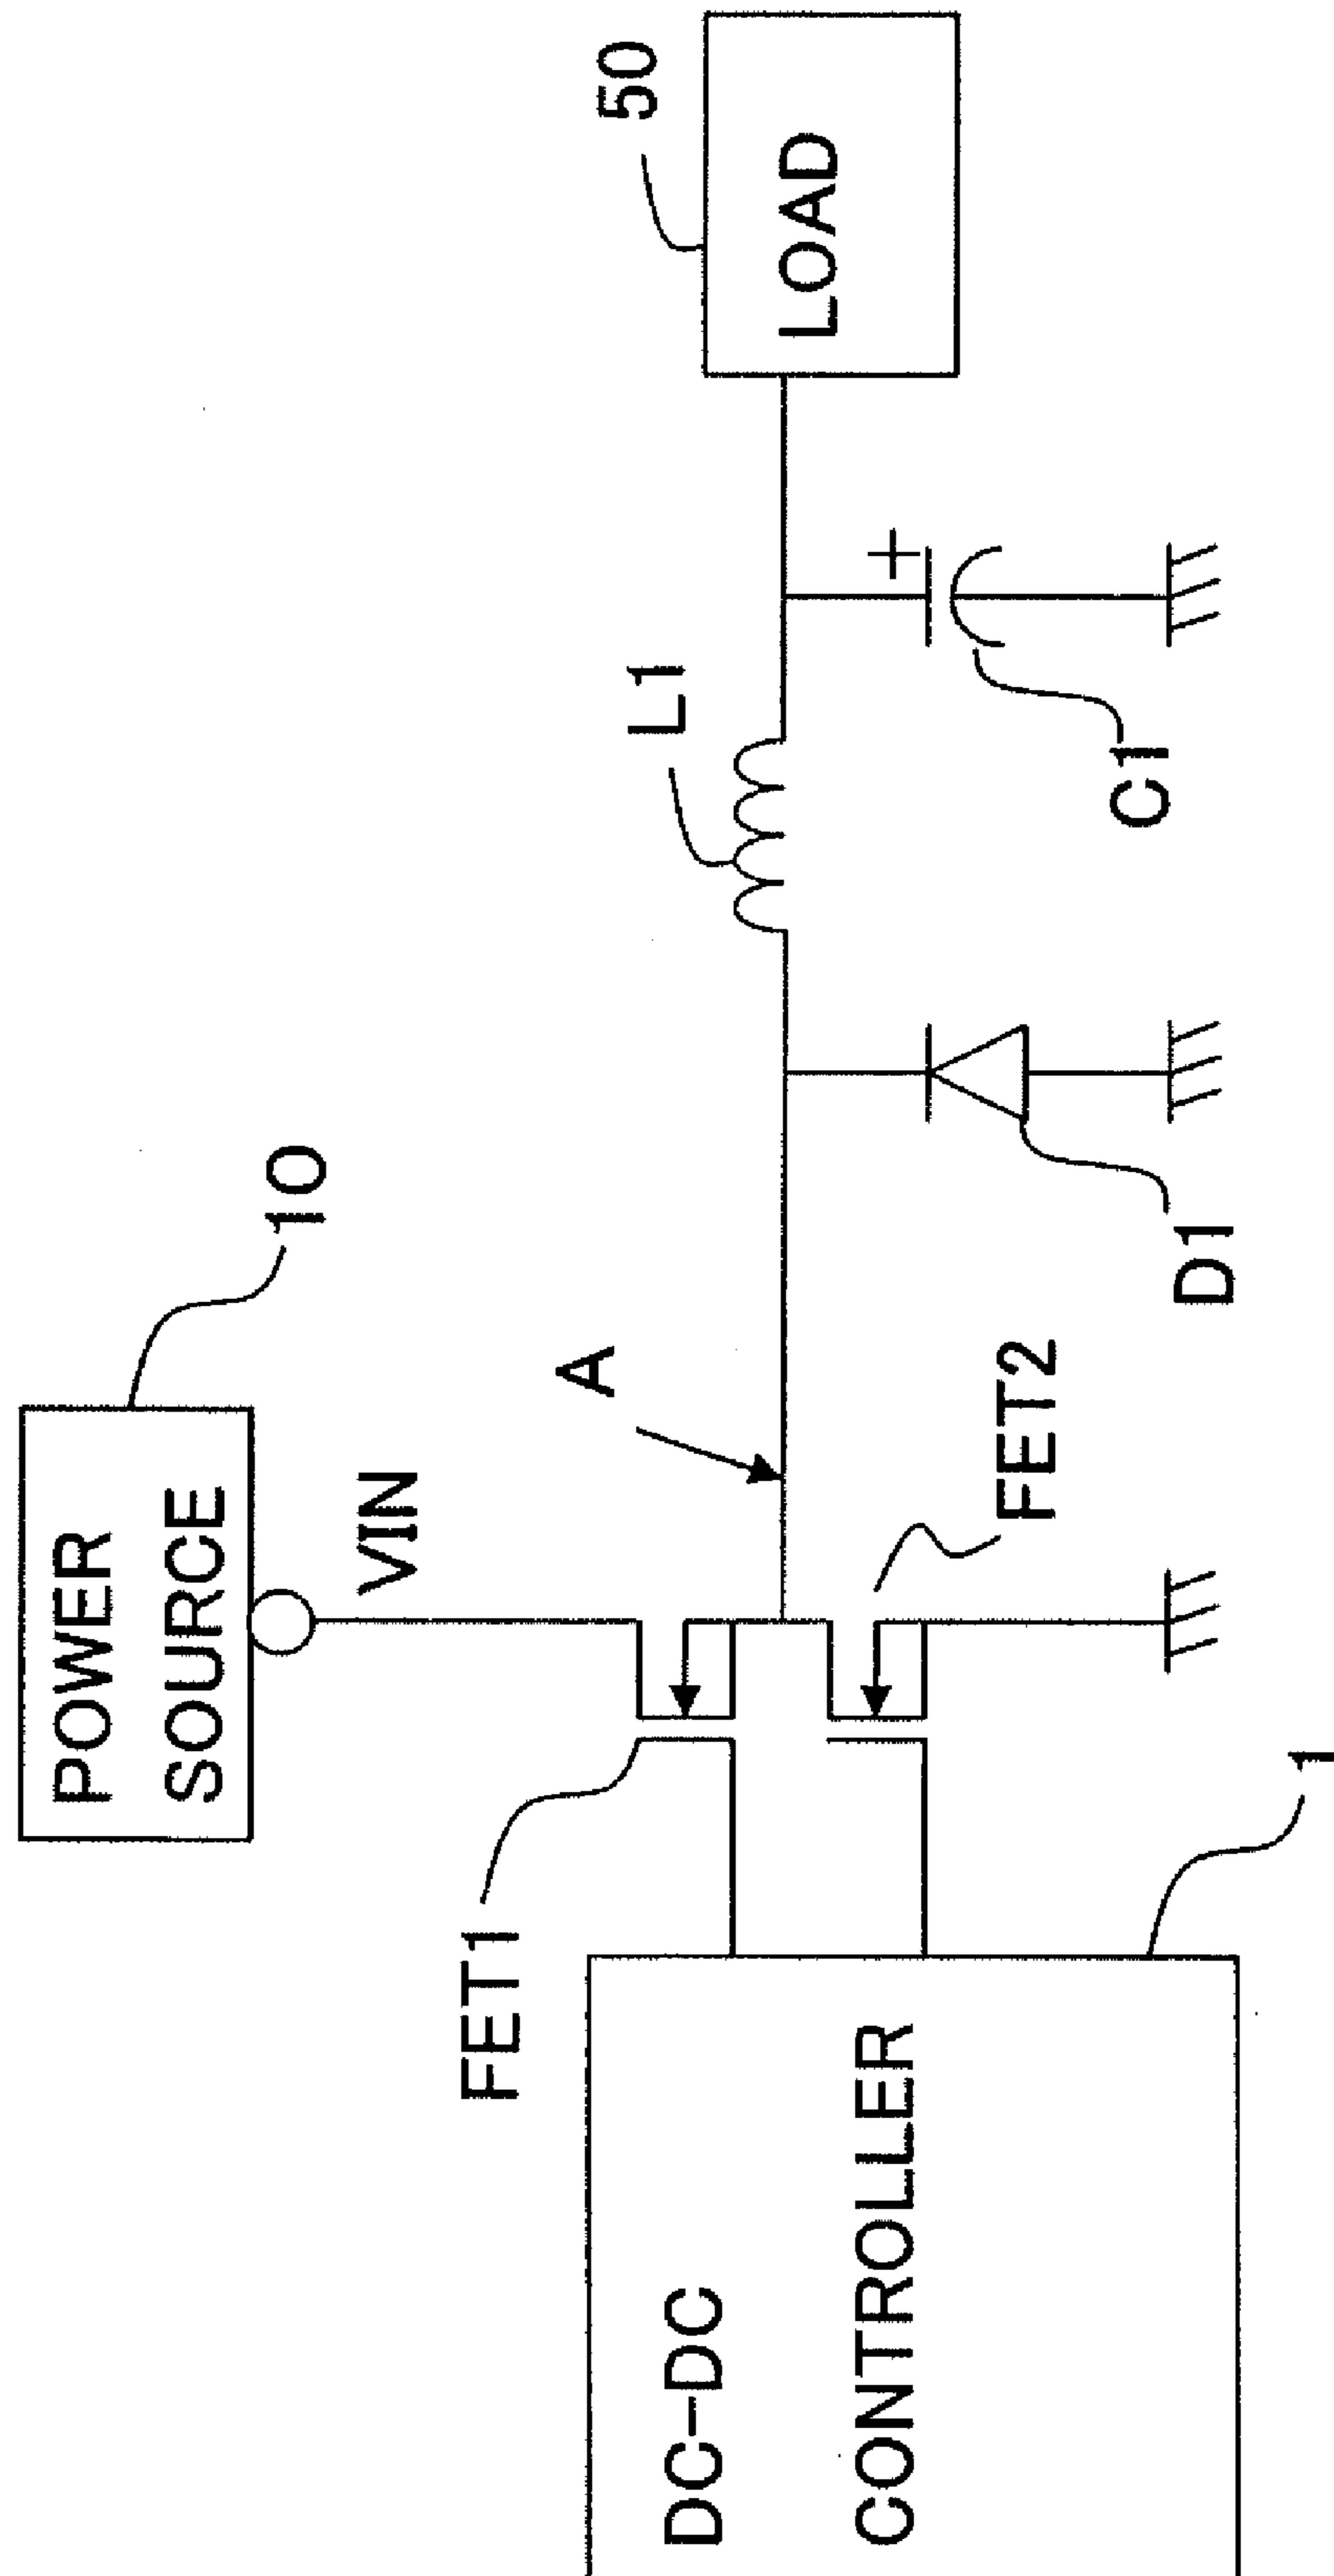 POWER
SOURCE
10
VIN
FET1
A
L1
50
LOAD
DC-DC
CONTROLLER
1
FET2
D1
C1
+